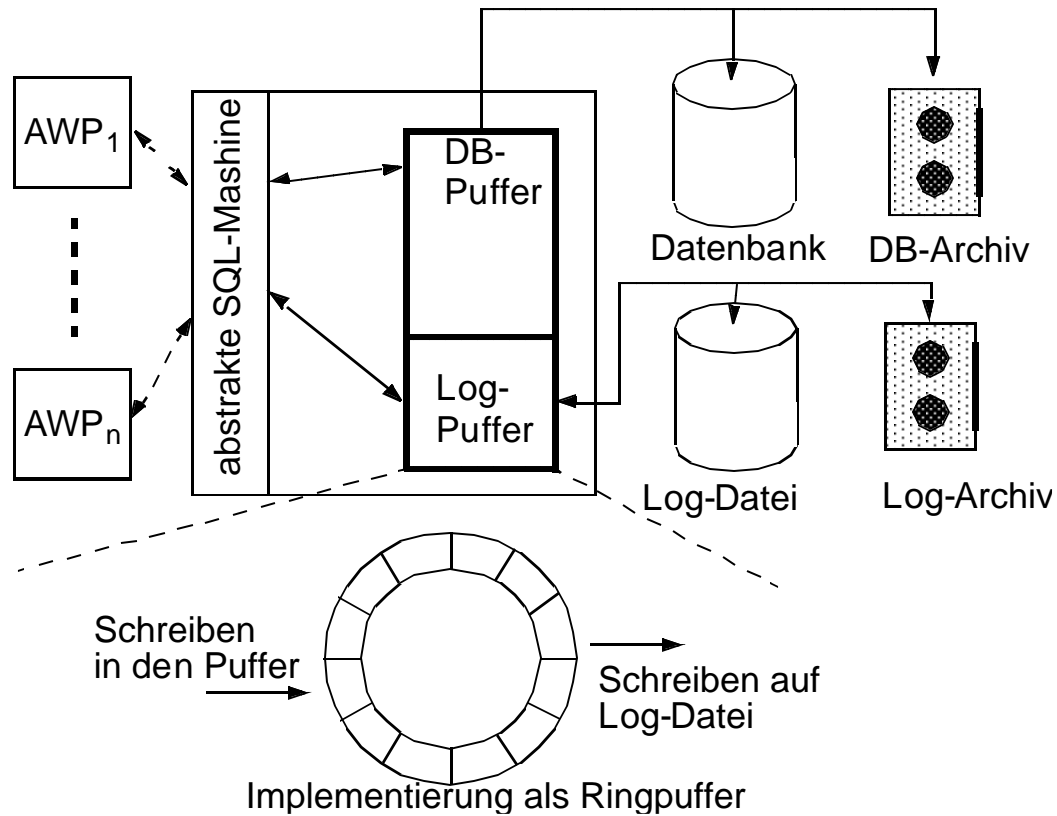 AWP1
AWPn
abstrakte SQL-Mashine
DB-
Puffer
Log-
Puffer
Datenbank
DB-Archiv
Log-Datei
Log-Archiv
Schreiben
in den Puffer
Schreiben auf
Log-Datei
Implementierung als Ringpuffer